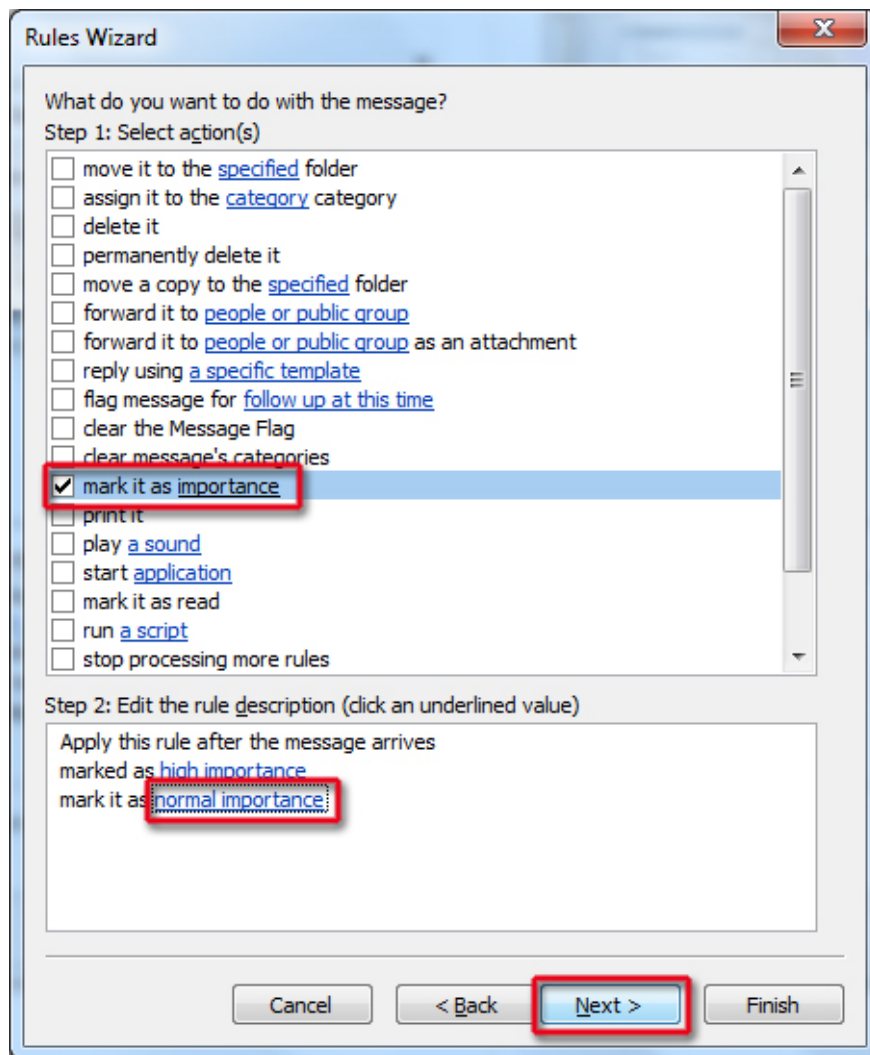 Rules Wizard
What do you want to do with the message?
Step 1: Select action(s)
move it to the specified folder
assign it to the category category
delete it
permanently delete it
move a copy to the specified folder
forward it to people or public group
forward it to people or public group as an attachment
reply using a specific template
flag message for follow up at this time
clear the Message Flag
clear message's categories
mark it as importance
print it
play a sound
start application
mark it as read
run a script
stop processing more rules
Step 2: Edit the rule description (click an underlined value)
Apply this rule after the message arrives
marked as high importance
mark it as normal importance
Cancel < Back Next > Finish